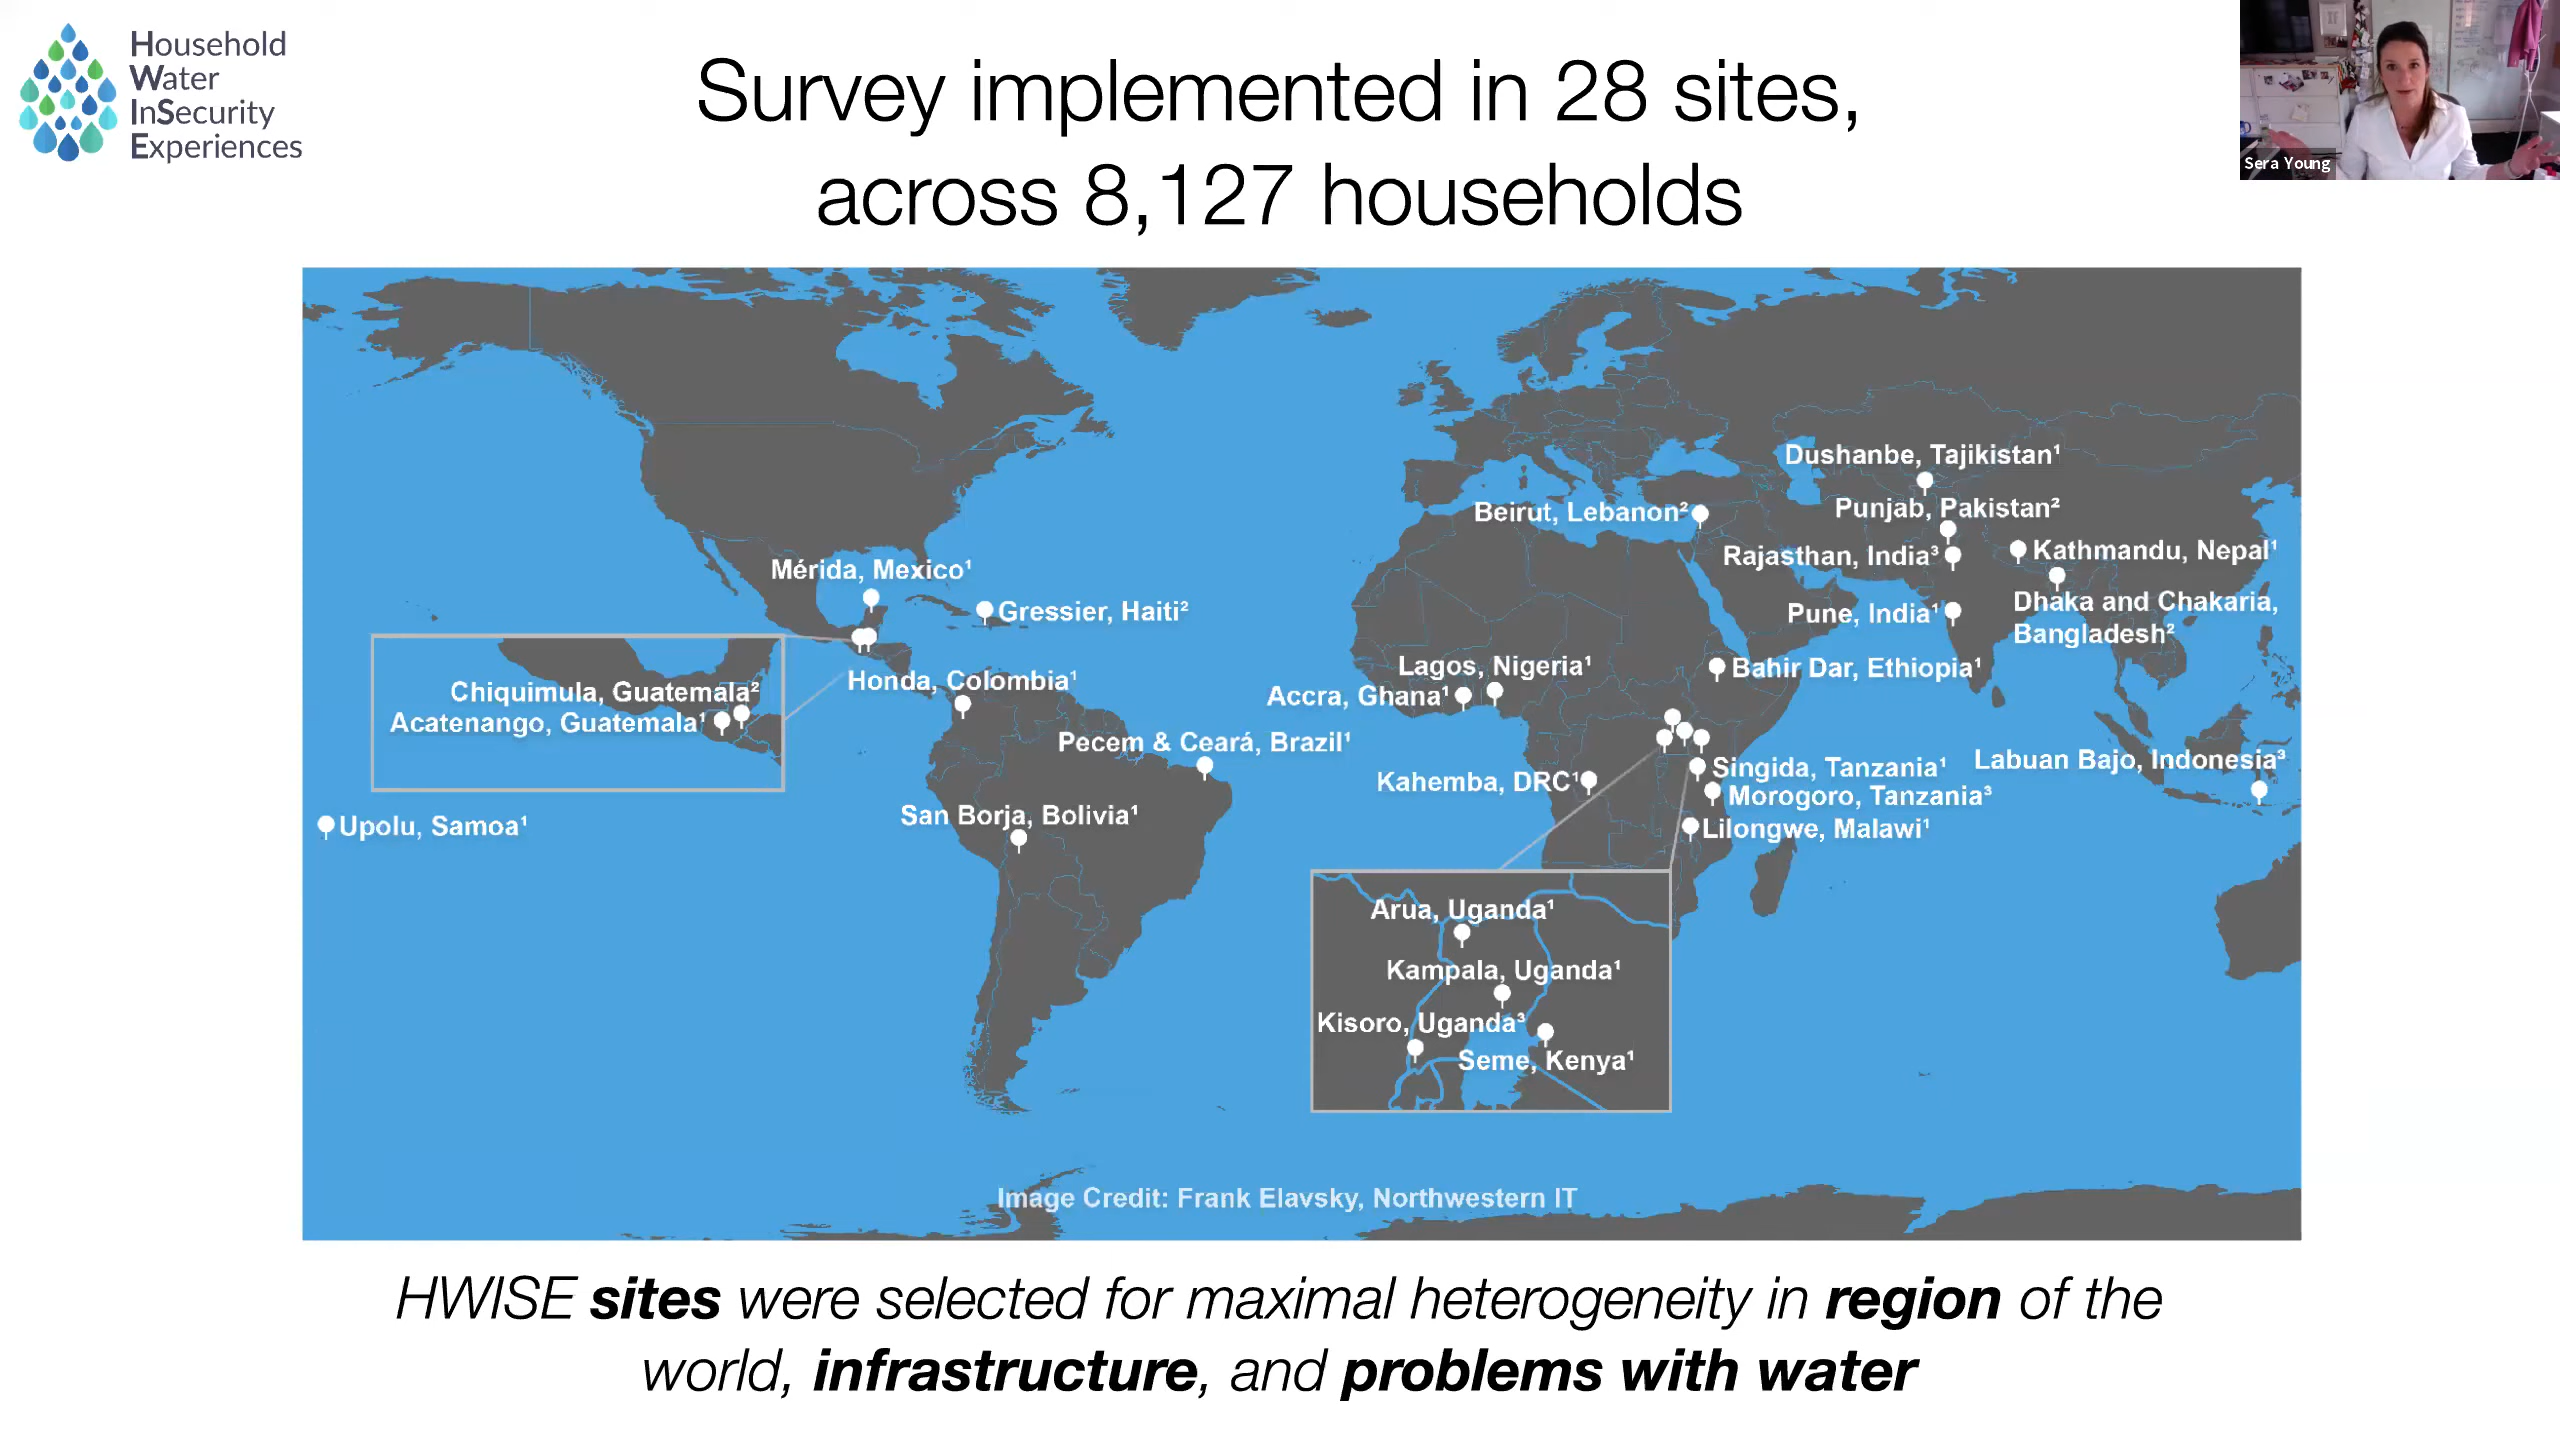 Household
Water
InSecurity
Experiences
Survey implemented in 28 sites,
across 8,127 households
Sera Young
Dushanbe, Tajikistan¹
Beirut, Lebanon²
Punjab, Pakistan²
Rajasthan, India³
Kathmandu, Nepal¹
Mérida, Mexico¹
Gressier, Haiti²
Pune, India¹
Dhaka and Chakaria,
Bangladesh²
Chiquimula, Guatemala²
Acatenango, Guatemala¹
Honda, Colombia¹
Lagos, Nigeria¹
Accra, Ghana¹
Bahir Dar, Ethiopia¹
Pecem & Ceará, Brazil¹
Kahemba, DRC¹
Singida, Tanzania¹
Labuan Bajo, Indonesia³
Morogoro, Tanzania³
Upolu, Samoa¹
San Borja, Bolivia¹
Lilongwe, Malawi¹
Arua, Uganda¹
Kampala, Uganda¹
Kisoro, Uganda³
Seme, Kenya¹
Image Credit: Frank Elavsky, Northwestern IT
HWISE sites were selected for maximal heterogeneity in region of the
world, infrastructure, and problems with water